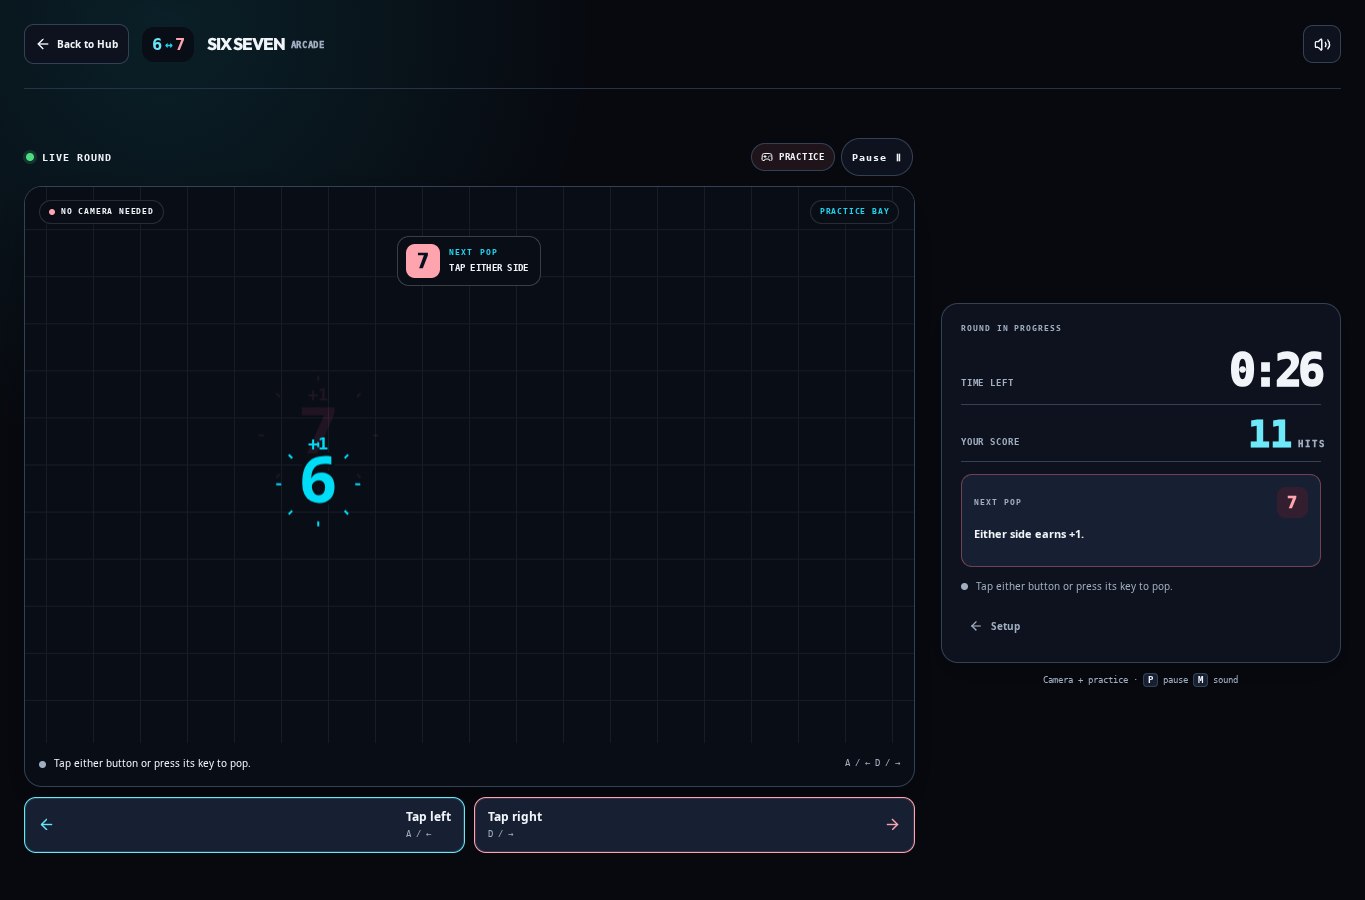 Back to Hub
6 ↔ 7
SIX SEVEN ARCADE
LIVE ROUND
PRACTICE
Pause ⏸
NO CAMERA NEEDED
PRACTICE BAY
7
NEXT POP
TAP EITHER SIDE
+1
7
+1
6
Tap either button or press its key to pop.
A / ← D / →
← Tap left
A / ←
Tap right →
D / →
ROUND IN PROGRESS
TIME LEFT 0:26
YOUR SCORE 11 HITS
NEXT POP 7
Either side earns +1.
Tap either button or press its key to pop.
← Setup
Camera + practice · P pause M sound